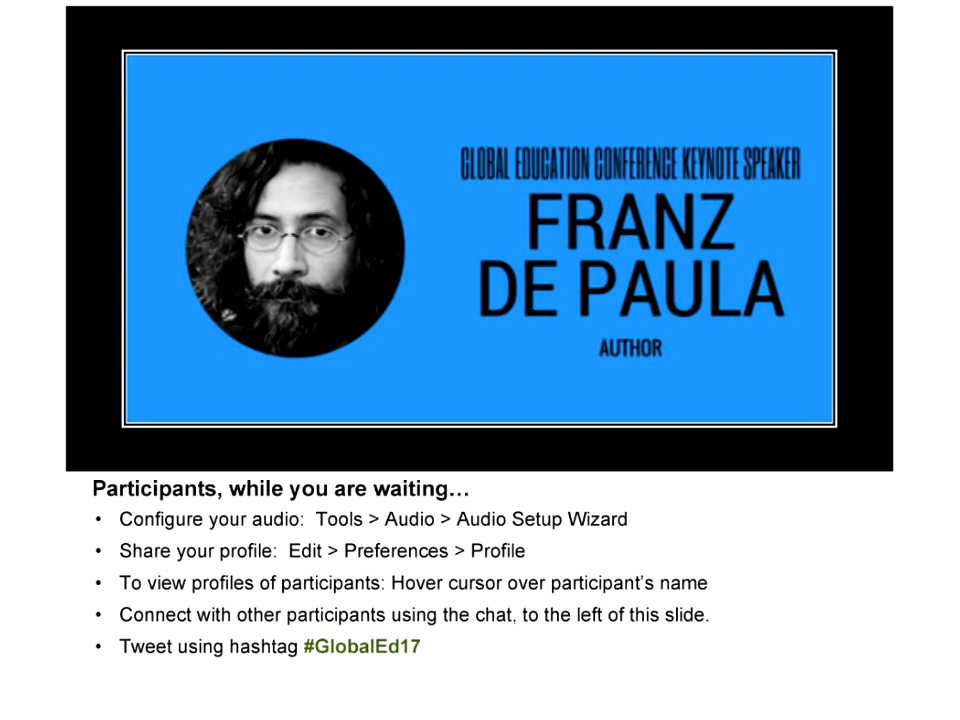 GLOBAL EDUCATION CONFERENCE KEYNOTE SPEAKER
FRANZ
DE PAULA
AUTHOR
Participants, while you are waiting…
• Configure your audio:  Tools > Audio > Audio Setup Wizard
• Share your profile:  Edit > Preferences > Profile
• To view profiles of participants: Hover cursor over participant’s name
• Connect with other participants using the chat, to the left of this slide.
• Tweet using hashtag #GlobalEd17